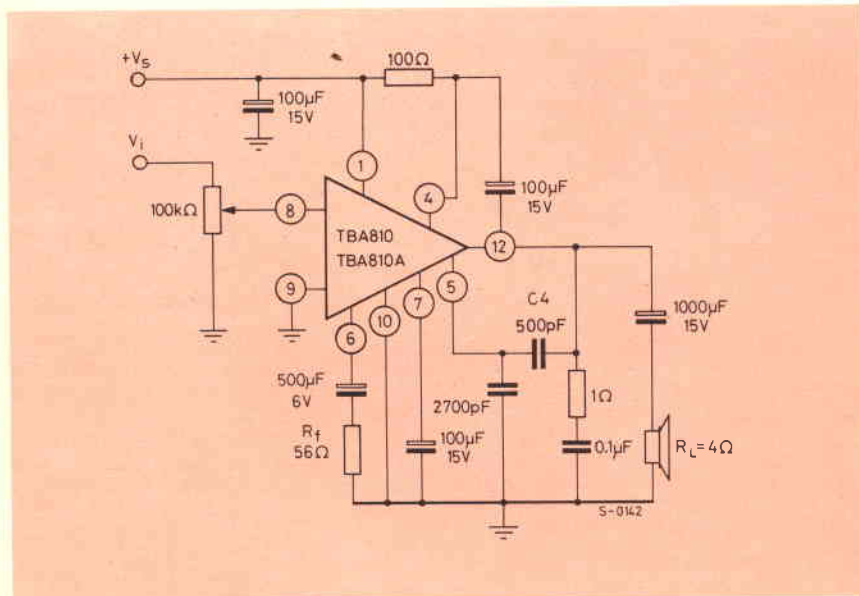 +Vs
100Ω
100µF
15V
Vi
1
4
100µF
15V
100kΩ
8
TBA810
TBA810A
12
9
5
7
10
6
C4
500pF
1000µF
15V
500µF
6V
2700pF
1Ω
Rf
56Ω
100µF
15V
0.1µF
RL=4Ω
S-0142